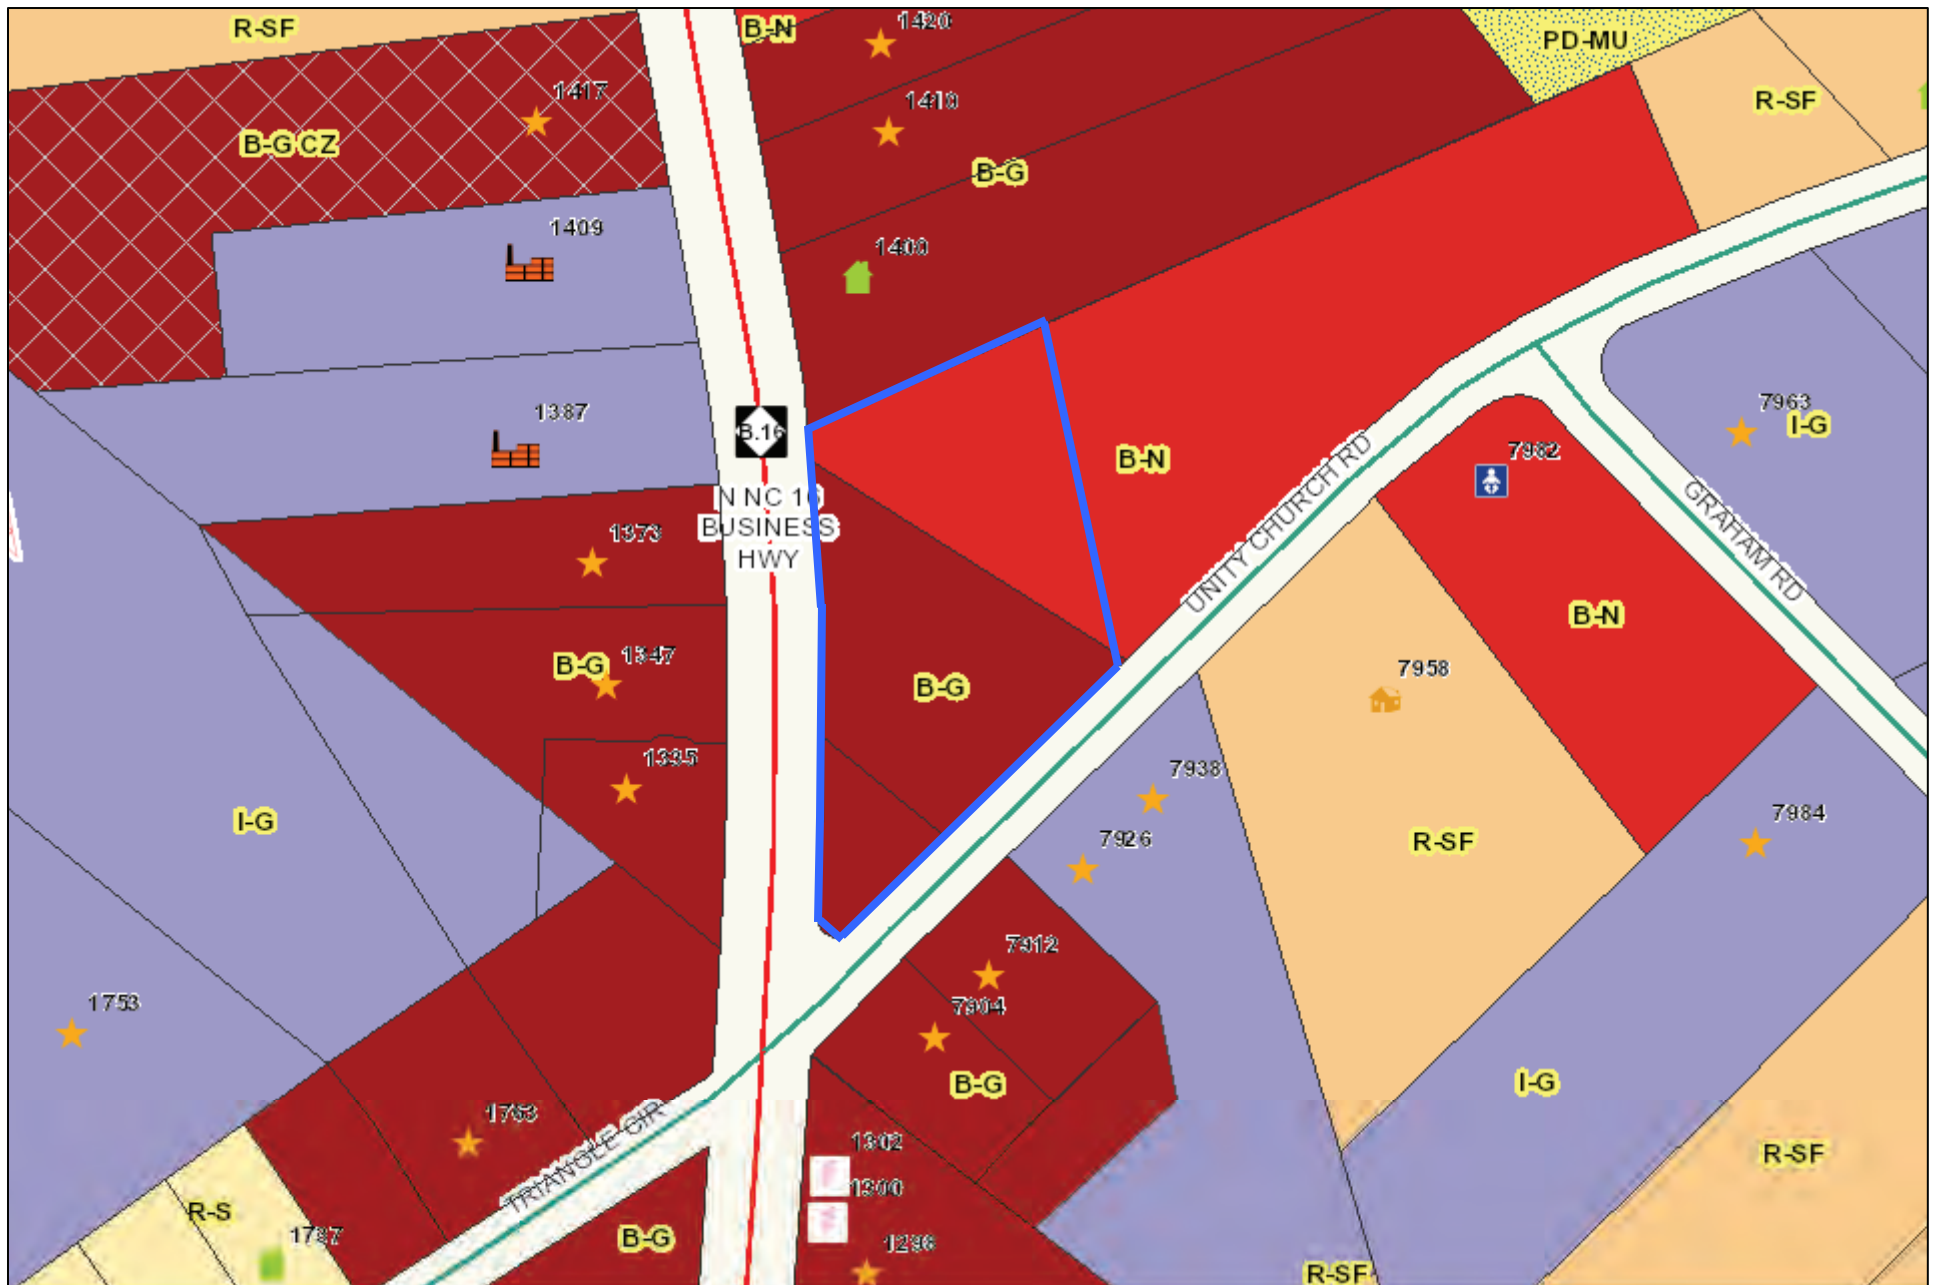 R-SF
B-N
1420
PD-MU
1417
1410
R-SF
B-G CZ
B-G
1409
1400
1387
7963
I-G
B.16
B-N
7982
N NC 16
BUSINESS
HWY
UNITY CHURCH RD
GRAHAM RD
1373
B-N
B-G
1347
7958
B-G
1335
7938
I-G
7926
R-SF
7984
7912
1753
7904
B-G
I-G
1763
TRIANGLE CIR
1302
R-SF
1300
R-S
1787
B-G
1298
R-SF